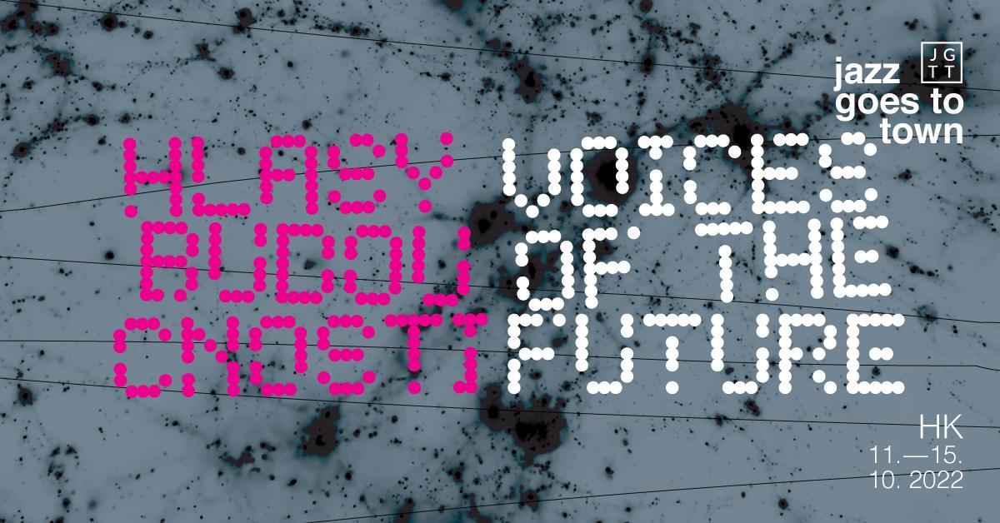 HLASY
BUDOU
CNOSTI
VOICES
OF THE
FUTURE
jazz
goes to
town
JG
TT
HK
11.—15.
10. 2022